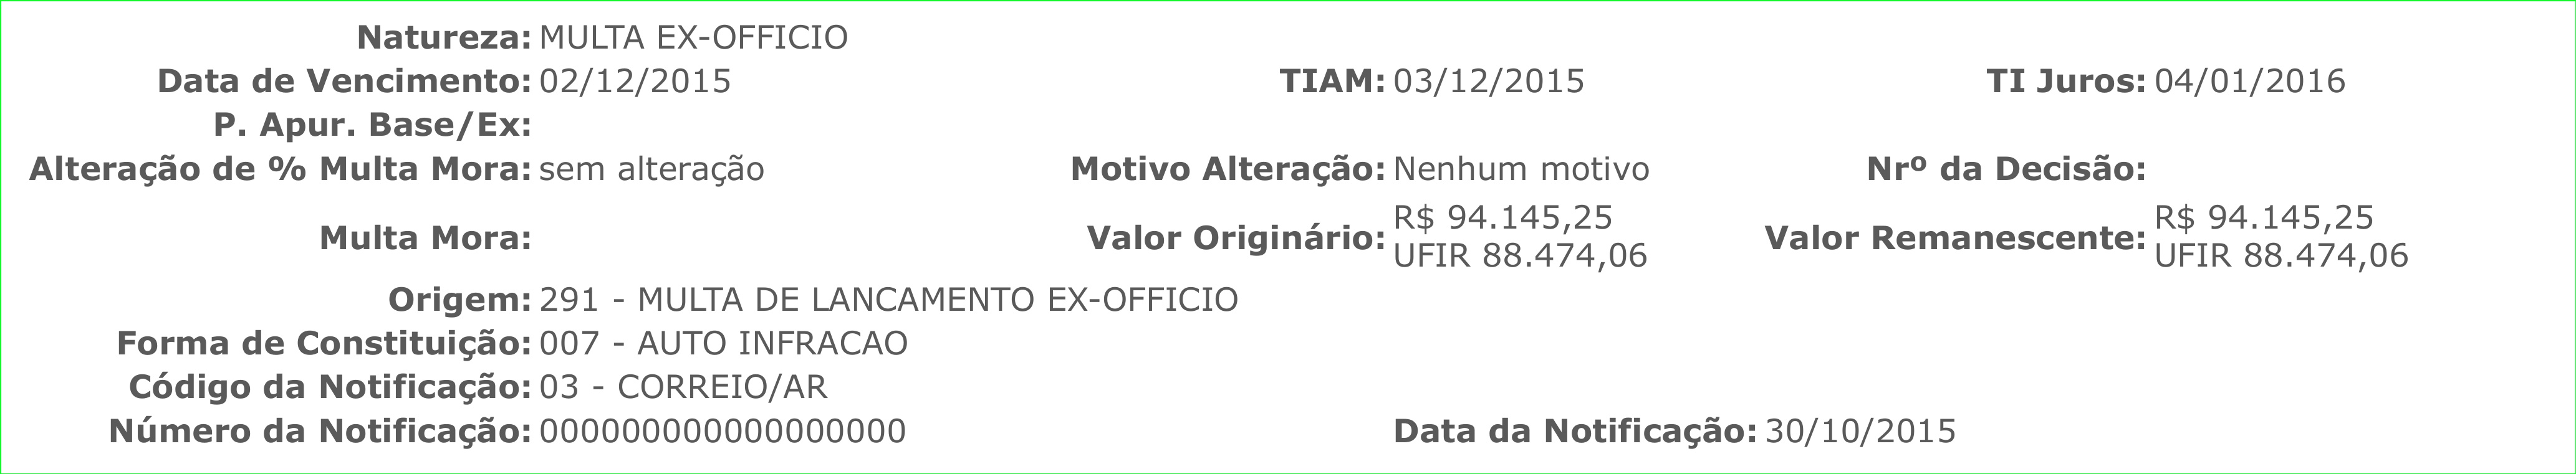 Natureza: MULTA EX-OFFICIO
Data de Vencimento: 02/12/2015 TIAM: 03/12/2015 TI Juros: 04/01/2016
P. Apur. Base/Ex:
Alteração de % Multa Mora: sem alteração Motivo Alteração: Nenhum motivo Nrº da Decisão:
Multa Mora: Valor Originário: R$ 94.145,25 Valor Remanescente: R$ 94.145,25
UFIR 88.474,06 UFIR 88.474,06
Origem: 291 - MULTA DE LANCAMENTO EX-OFFICIO
Forma de Constituição: 007 - AUTO INFRACAO
Código da Notificação: 03 - CORREIO/AR
Número da Notificação: 000000000000000000 Data da Notificação: 30/10/2015